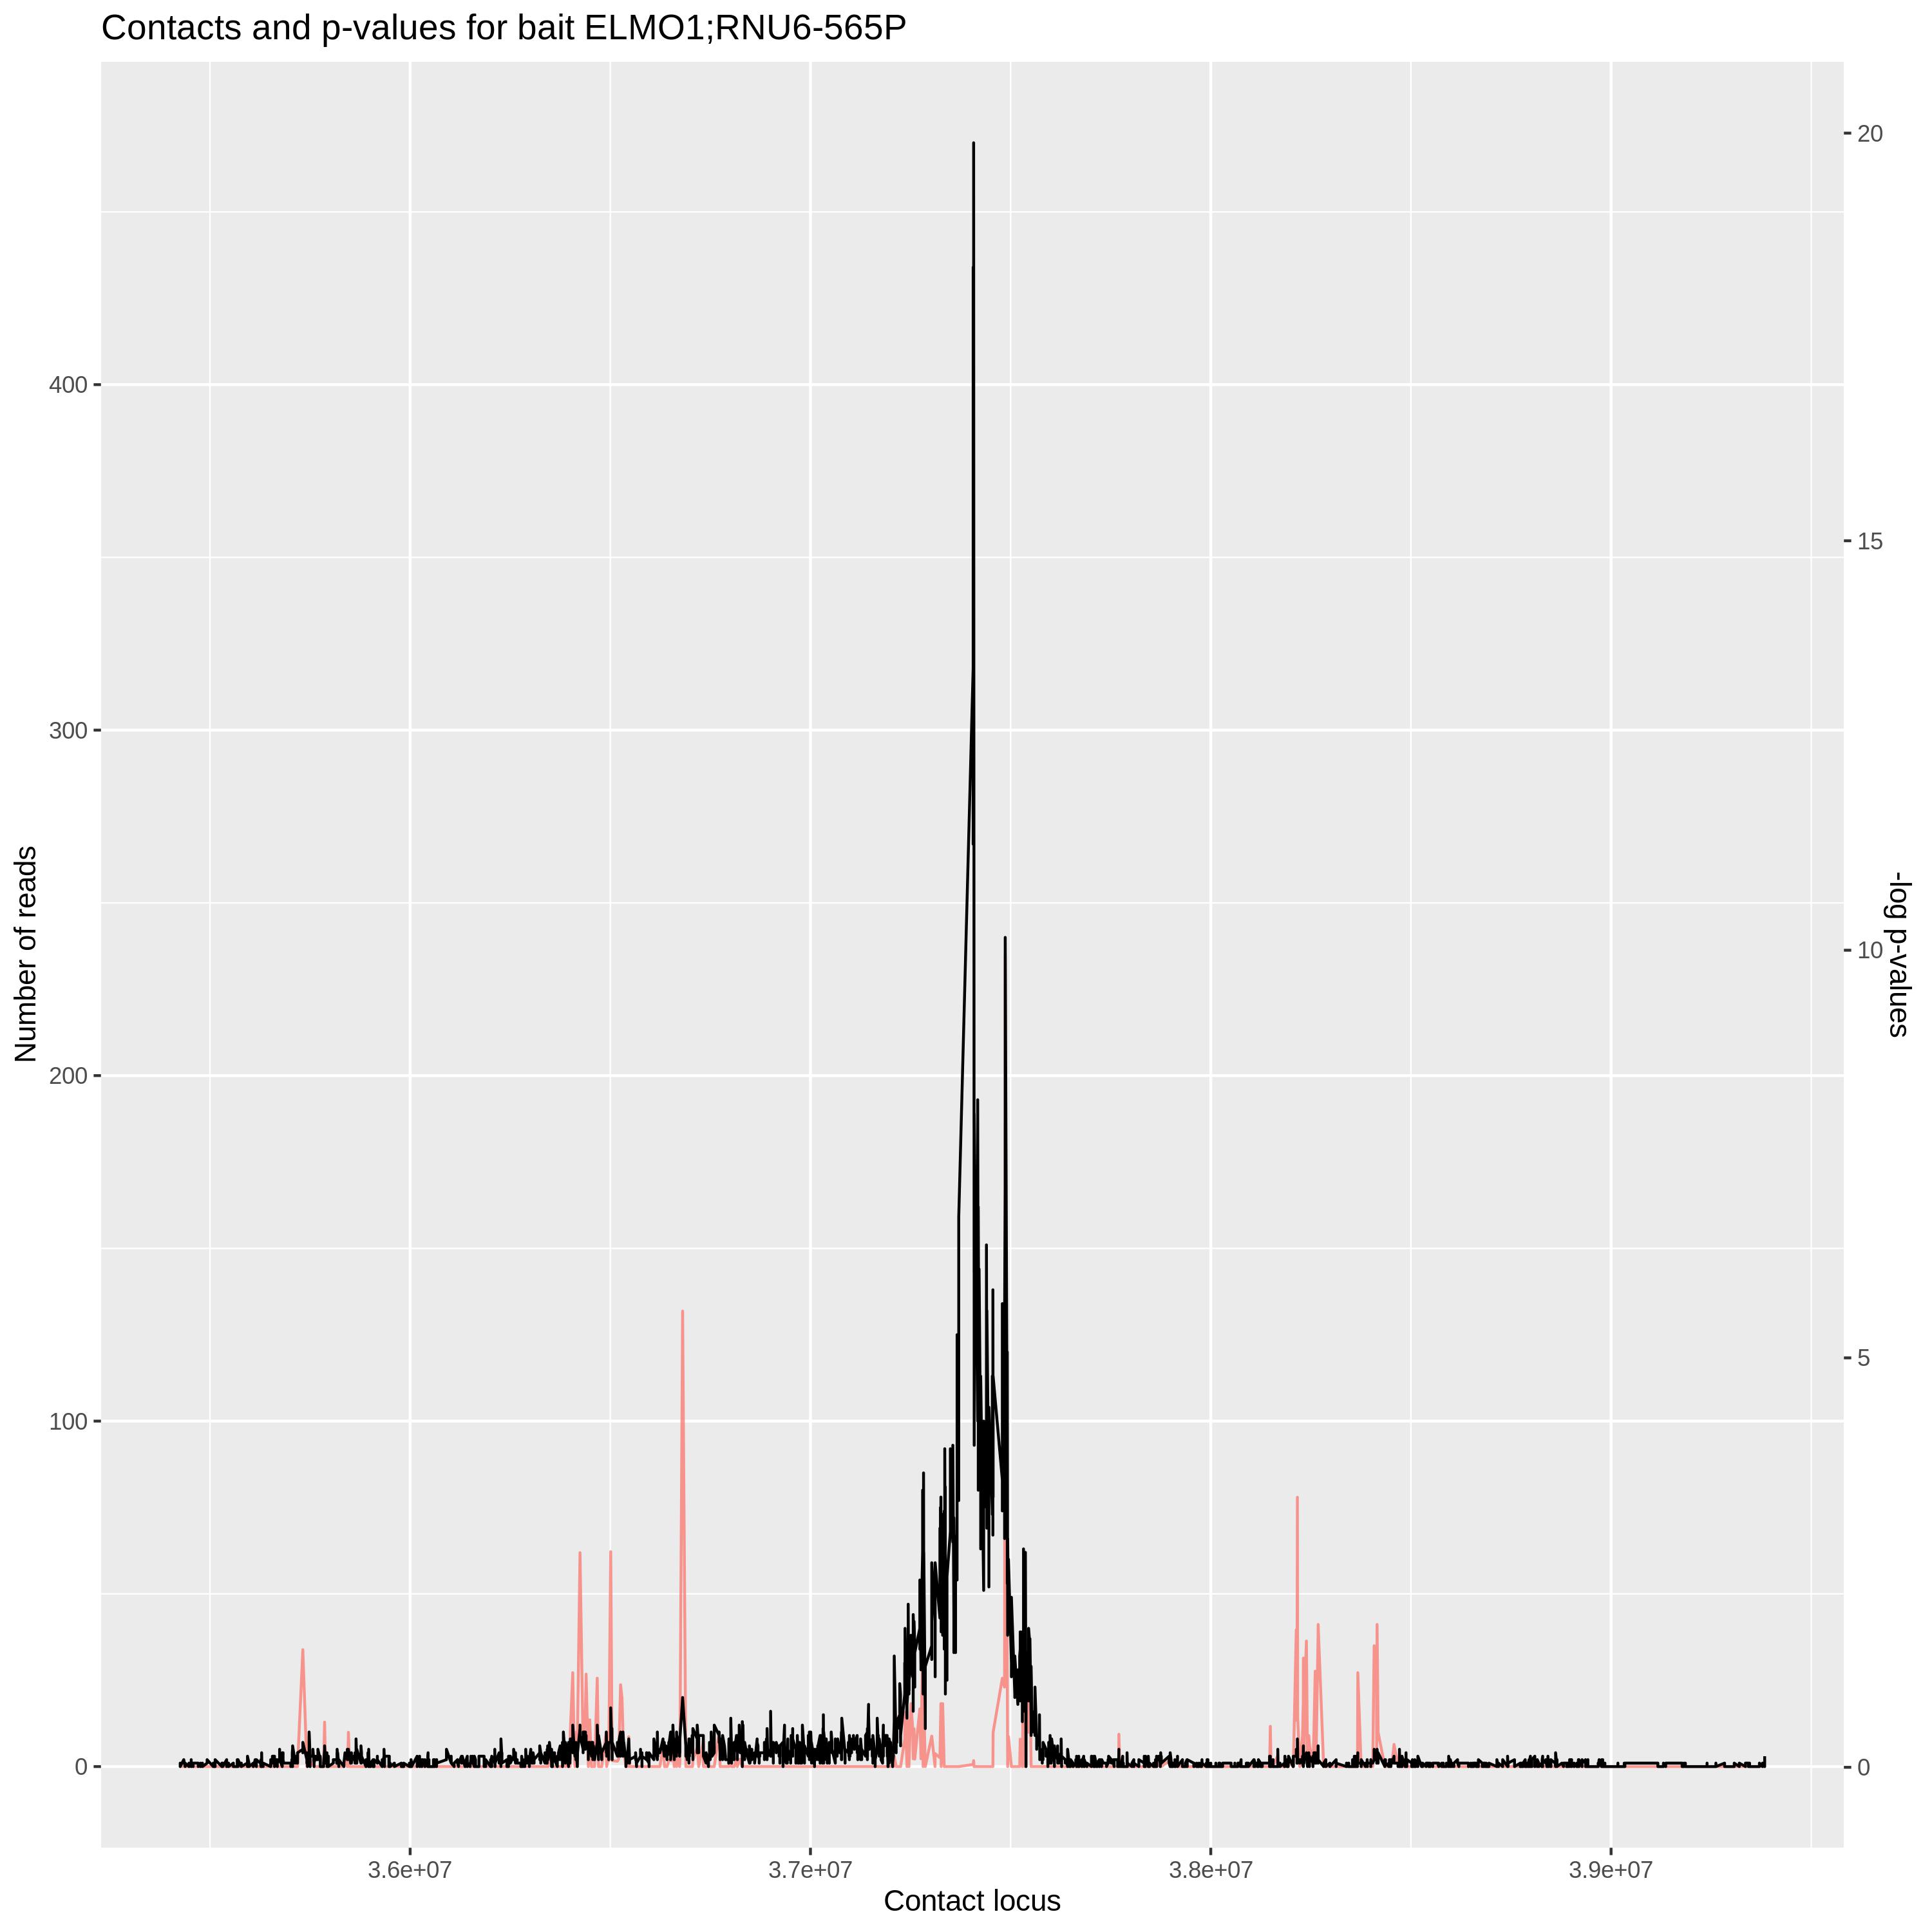 Contacts and p-values for bait ELMO1;RNU6-565P
400
300
200
100
0
Number of reads
20
15
10
5
0
-log p-values
3.6e+07
3.7e+07
3.8e+07
3.9e+07
Contact locus